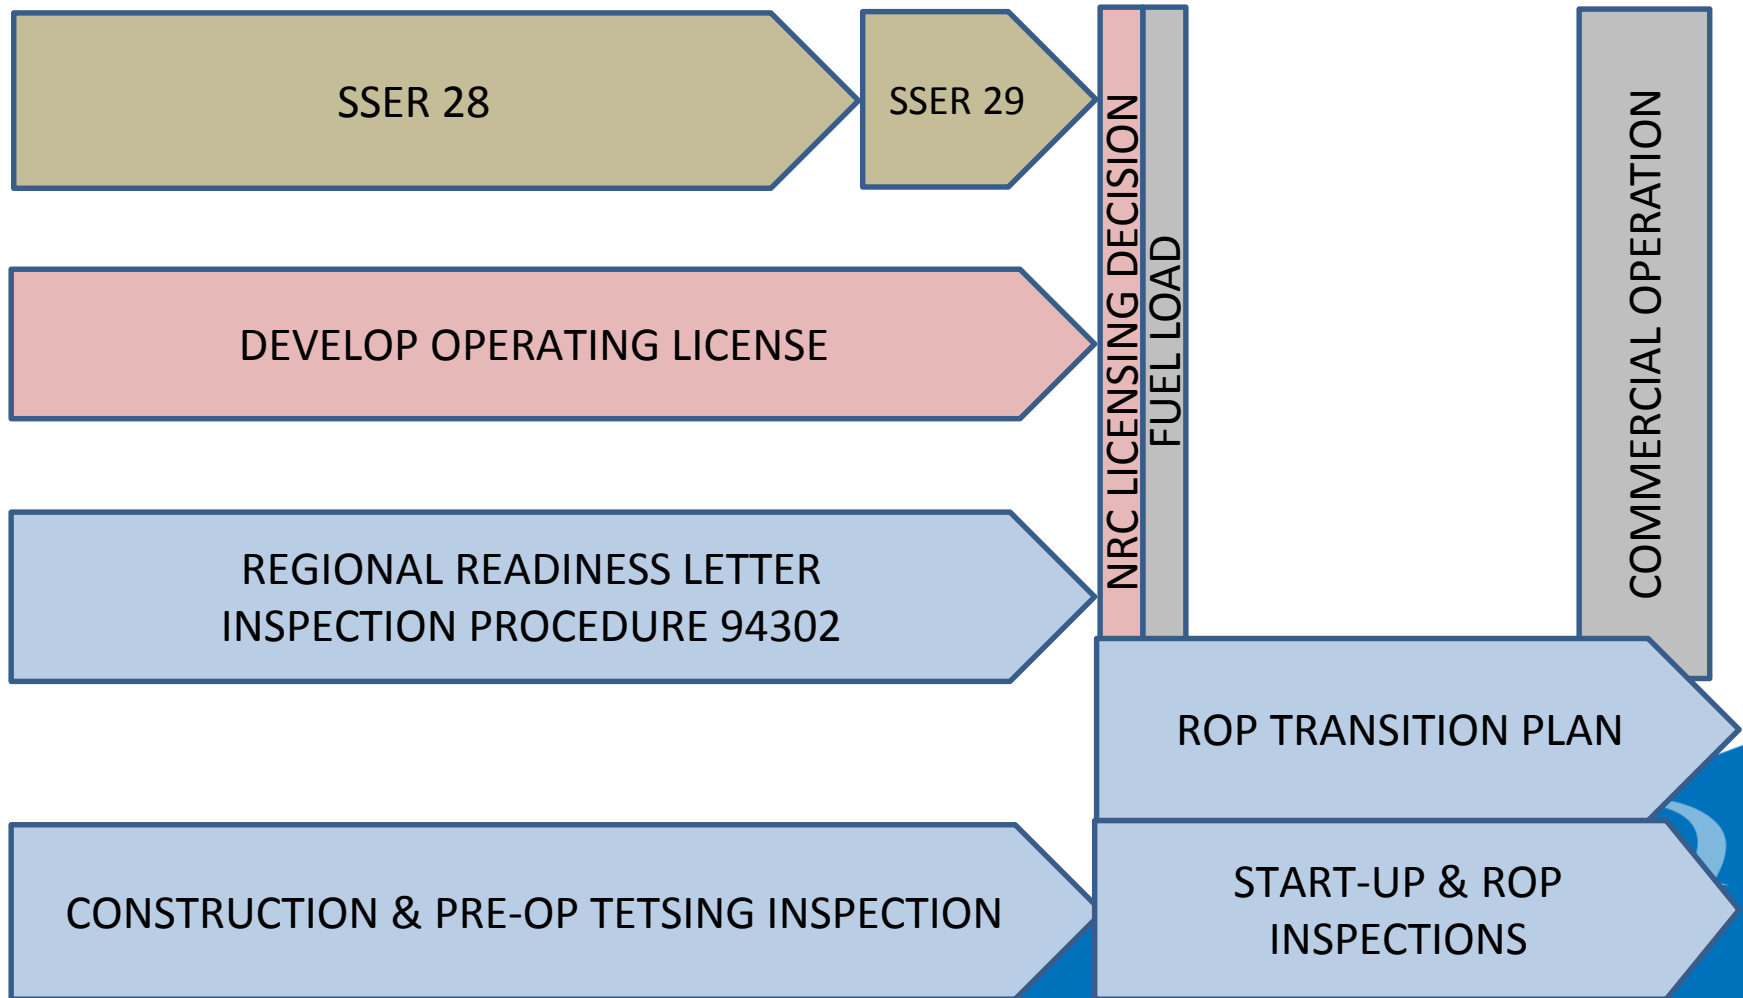 SSER 28
SSER 29
NRC LICENSING DECISION
FUEL LOAD
COMMERCIAL OPERATION
DEVELOP OPERATING LICENSE
REGIONAL READINESS LETTER
INSPECTION PROCEDURE 94302
ROP TRANSITION PLAN
CONSTRUCTION & PRE-OP TETSING INSPECTION
START-UP & ROP
INSPECTIONS